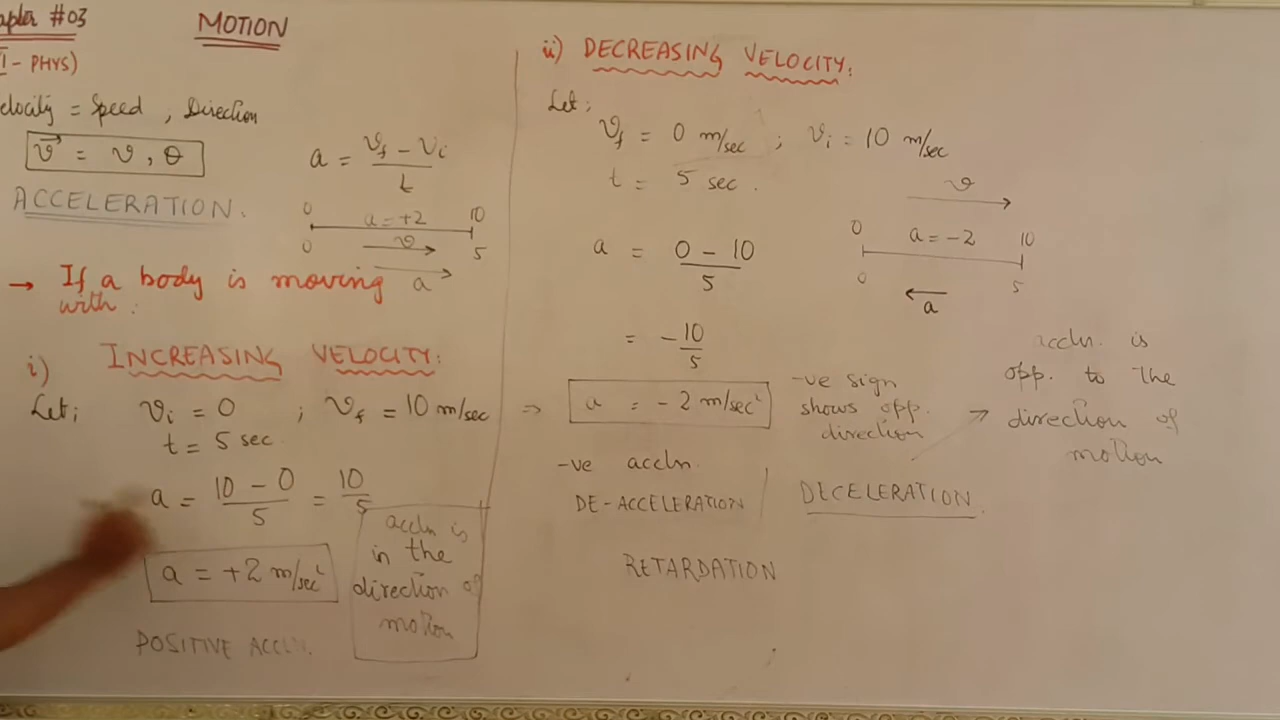 #03
MOTION
PHYS)
= Speed , Direction
v⃗ = v , θ
a = vf - vi / t
ACCELERATION.
0 a = +2 10
0 v 5
a
→ If a body is moving
with :
i) INCREASING VELOCITY:
Let; vi = 0 ; vf = 10 m/sec
t = 5 sec
a = 10 - 0 / 5 = 10 / 5
a = +2 m/sec²
POSITIVE ACCLN.
accln is
in the
direction of
motion
ii) DECREASING VELOCITY:
Let;
vf = 0 m/sec ; vi = 10 m/sec
t = 5 sec .
a = 0 - 10 / 5
= - 10 / 5
⇒ a = - 2 m/sec²
v
0 a = -2 10
0 5
a
-ve sign
shows opp.
direction
→ accln. is
opp. to the
direction of
motion
-ve accln
DE-ACCELERATION
DECELERATION.
RETARDATION